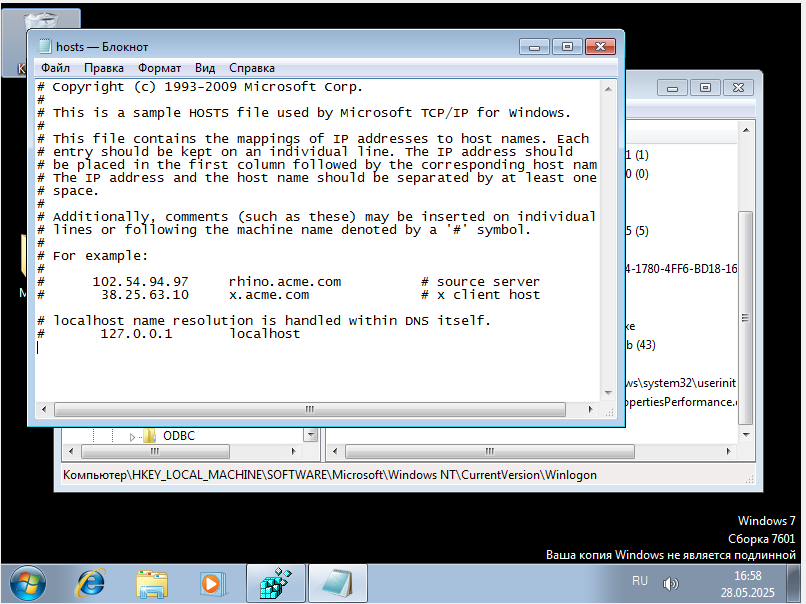 hosts — Блокнот
Файл Правка Формат Вид Справка
# Copyright (c) 1993-2009 Microsoft Corp.
#
# This is a sample HOSTS file used by Microsoft TCP/IP for Windows.
#
# This file contains the mappings of IP addresses to host names. Each
# entry should be kept on an individual line. The IP address should
# be placed in the first column followed by the corresponding host nam
# The IP address and the host name should be separated by at least one
# space.
#
# Additionally, comments (such as these) may be inserted on individual
# lines or following the machine name denoted by a '#' symbol.
#
# For example:
#
# 102.54.94.97 rhino.acme.com # source server
# 38.25.63.10 x.acme.com # x client host

# localhost name resolution is handled within DNS itself.
# 127.0.0.1 localhost
1 (1)
0 (0)
5 (5)
4-1780-4FF6-BD18-16
xe
b (43)
ws\system32\userinit
opertiesPerformance.
ODBC
Компьютер\HKEY_LOCAL_MACHINE\SOFTWARE\Microsoft\Windows NT\CurrentVersion\Winlogon
Windows 7
Сборка 7601
Ваша копия Windows не является подлинной
RU
16:58
28.05.2025